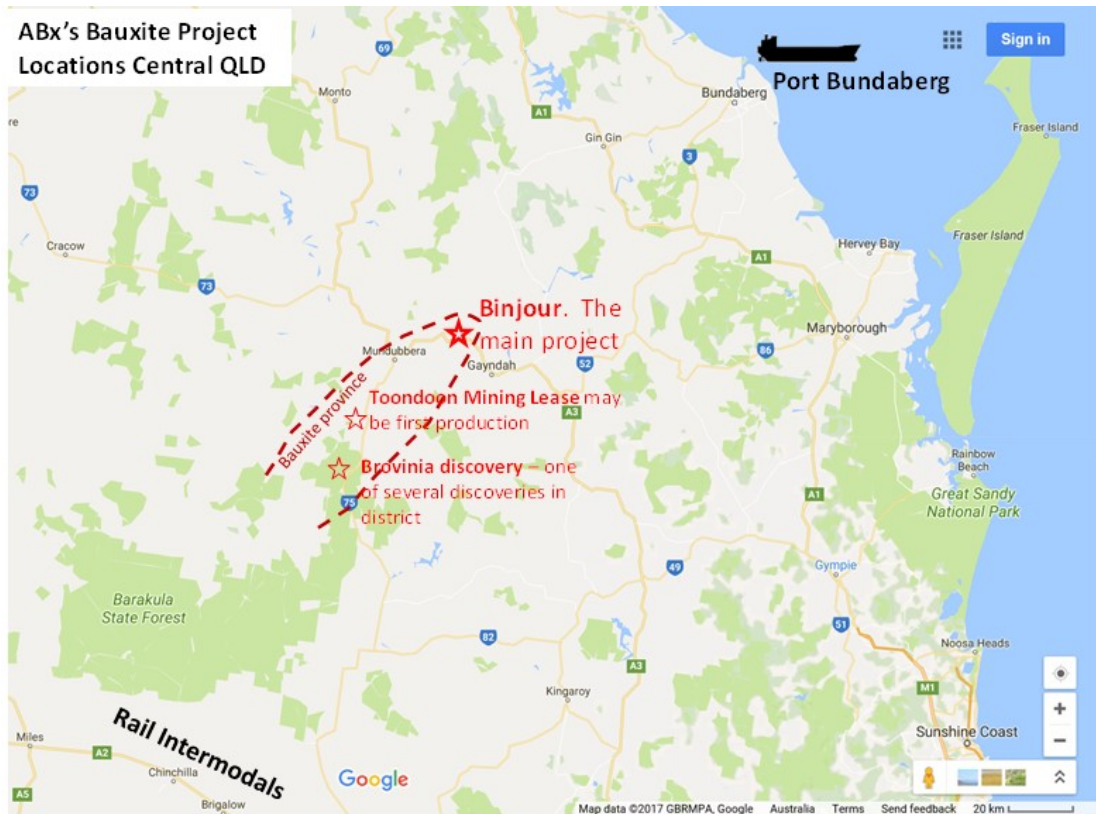 ABx's Bauxite Project
Locations Central QLD
Sign in
Port Bundaberg
69
Monto
Bundaberg
A1
Gin Gin
Fraser Island
re
3
73
Fraser Island
Cracow
73
A1
Hervey Bay
Binjour. The
main project
Maryborough
Mundubbera
86
52
Gayndah
Bauxite province
Toondoon Mining Lease may
be first production
A3
Rainbow
Beach
Brovinia discovery – one
of several discoveries in
district
75
A1
Great Sandy
National Park
49
Gympie
Barakula
State Forest
51
82
Noosa Heads
A3
M1
Kingaroy
Rail Intermodals
Miles
A2
Sunshine Coast
Chinchilla
Google
A5
Brigalow
Map data ©2017 GBRMPA, Google Australia Terms Send feedback 20 km